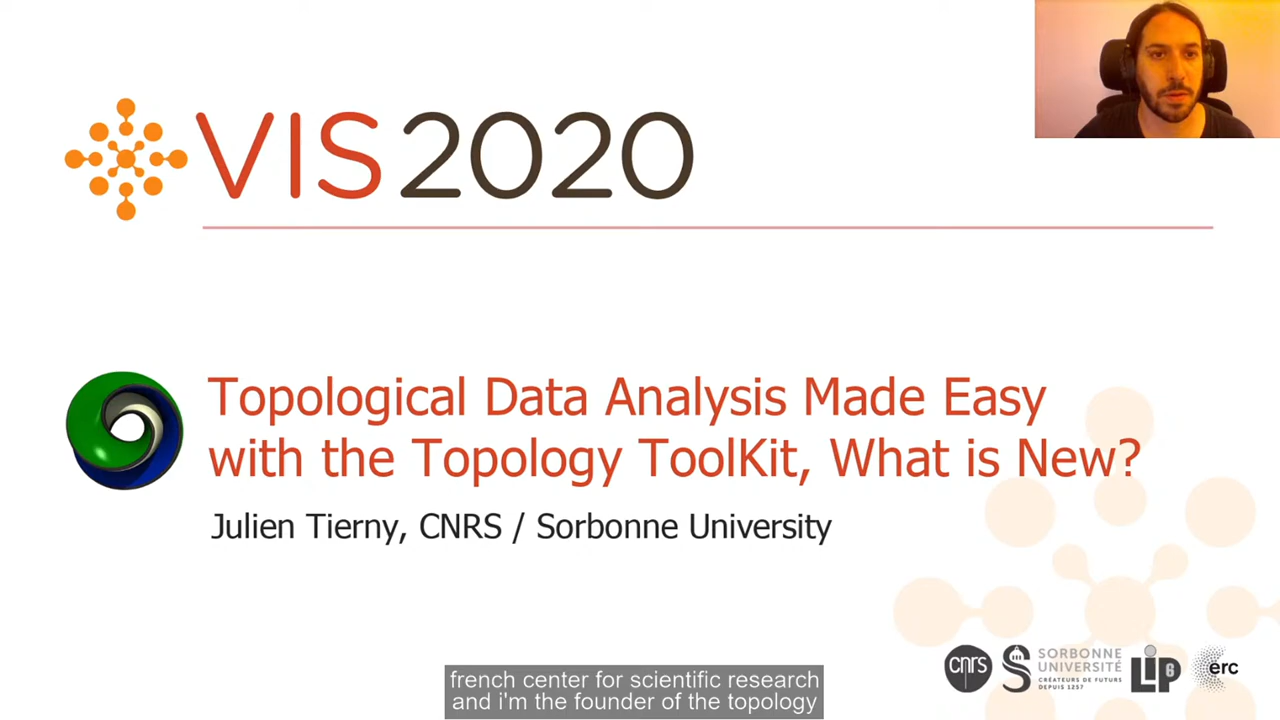 VIS2020
Topological Data Analysis Made Easy
with the Topology ToolKit, What is New?
Julien Tierny, CNRS / Sorbonne University
cnrs
S
SORBONNE
UNIVERSITÉ
CRÉATEURS DE FUTURS
DEPUIS 1257
LIP6
erc
french center for scientific research
and i'm the founder of the topology